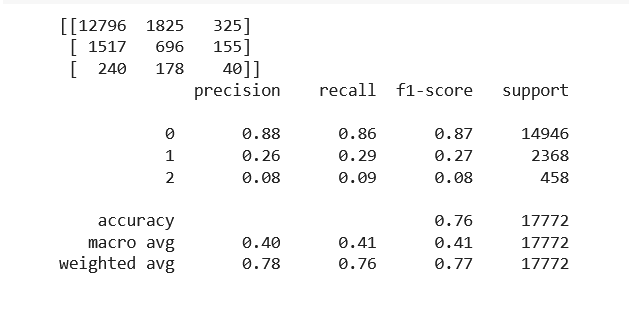 [[12796 1825 325]
[ 1517 696 155]
[ 240 178 40]]
precision recall f1-score support
0 0.88 0.86 0.87 14946
1 0.26 0.29 0.27 2368
2 0.08 0.09 0.08 458
accuracy 0.76 17772
macro avg 0.40 0.41 0.41 17772
weighted avg 0.78 0.76 0.77 17772